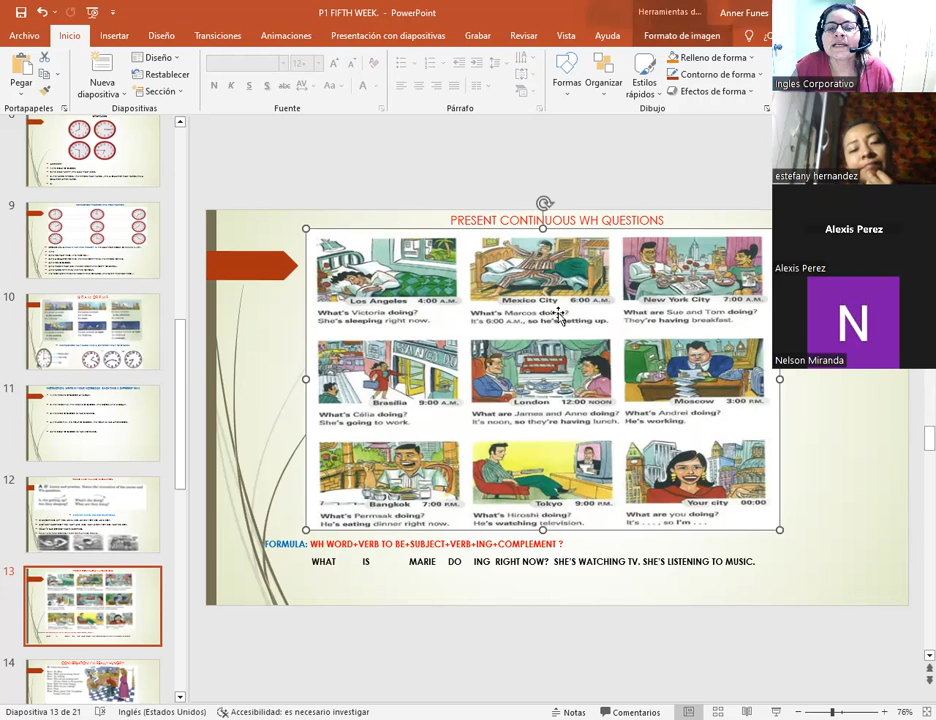 P1 FIFTH WEEK. - PowerPoint
Herramientas d...
Anner Funes
Archivo
Inicio
Insertar
Diseño
Transiciones
Animaciones
Presentación con diapositivas
Grabar
Revisar
Vista
Ayuda
Formato de imagen
Pegar
Nueva diapositiva
Diseño
Restablecer
Sección
N K S abc AV Aa
Formas
Organizar
Estilos rápidos
Relleno de forma
Contorno de forma
Efectos de forma
Portapapeles
Diapositivas
Fuente
Párrafo
Dibujo
Ingles Corporativo
estefany hernandez
Alexis Perez
Alexis Perez
N
Nelson Miranda
9
10
11
12
13
14
PRESENT CONTINUOUS WH QUESTIONS
Los Angeles 4:00 A.M.
What's Victoria doing?
She's sleeping right now.
Mexico City 6:00 A.M.
What's Marcos doing?
It's 6:00 A.M., so he's getting up.
New York City 7:00 A.M.
What are Sue and Tom doing?
They're having breakfast.
Brasília 9:00 A.M.
What's Célia doing?
She's going to work.
London 12:00 NOON
What are James and Anne doing?
It's noon, so they're having lunch.
Moscow 3:00 P.M.
What's Andrei doing?
He's working.
Bangkok 7:00 P.M.
What's Permsak doing?
He's eating dinner right now.
Tokyo 9:00 P.M.
What's Hiroshi doing?
He's watching television.
Your city 00:00
What are you doing?
It's . . . . so I'm . . .
FORMULA: WH WORD+VERB TO BE+SUBJECT+VERB+ING+COMPLEMENT ?
WHAT IS MARIE DO ING RIGHT NOW? SHE'S WATCHING TV. SHE'S LISTENING TO MUSIC.
Diapositiva 13 de 21
Inglés (Estados Unidos)
Accesibilidad: es necesario investigar
Notas
Comentarios
76%